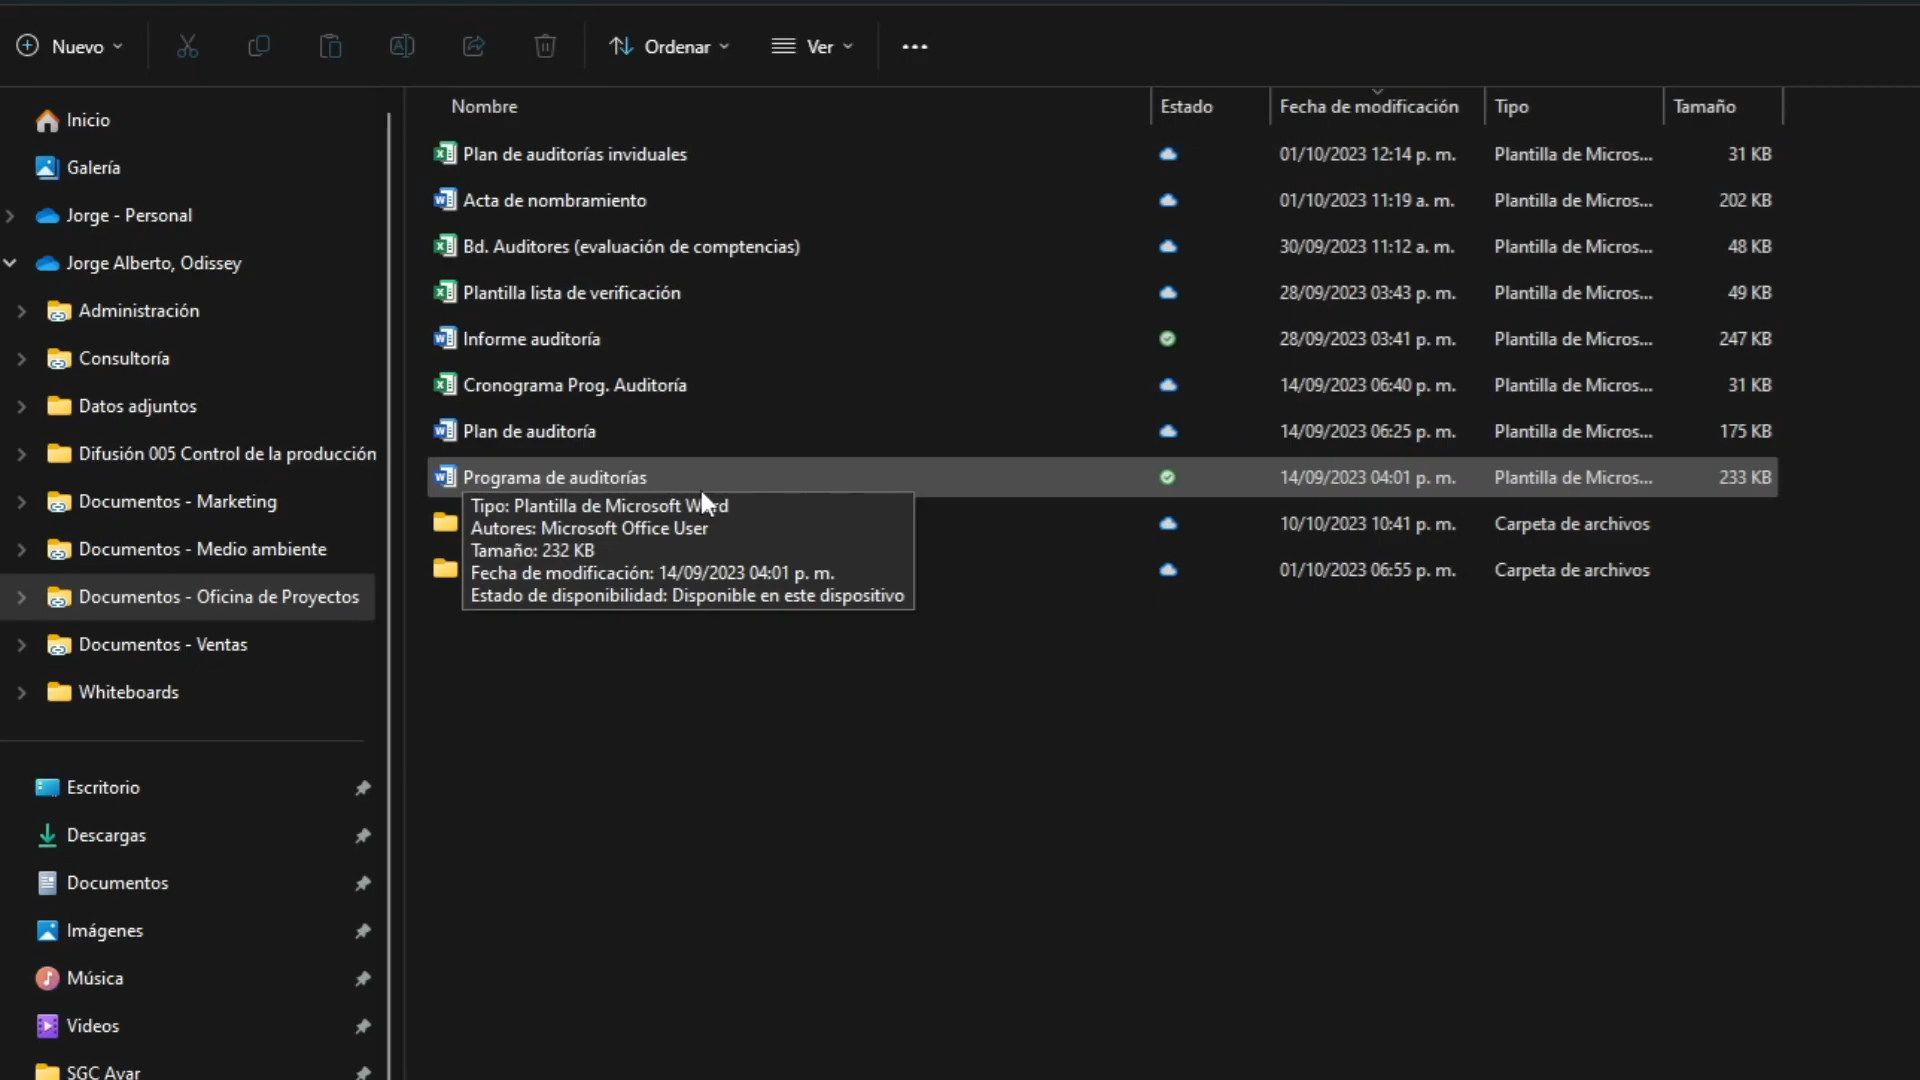 Nuevo
Ordenar
Ver
Inicio
Galería
Jorge - Personal
Jorge Alberto, Odissey
Administración
Consultoría
Datos adjuntos
Difusión 005 Control de la producción
Documentos - Marketing
Documentos - Medio ambiente
Documentos - Oficina de Proyectos
Documentos - Ventas
Whiteboards
Escritorio
Descargas
Documentos
Imágenes
Música
Videos
SGC Avar
Nombre Estado Fecha de modificación Tipo Tamaño
Plan de auditorías inviduales 01/10/2023 12:14 p. m. Plantilla de Micros... 31 KB
Acta de nombramiento 01/10/2023 11:19 a. m. Plantilla de Micros... 202 KB
Bd. Auditores (evaluación de comptencias) 30/09/2023 11:12 a. m. Plantilla de Micros... 48 KB
Plantilla lista de verificación 28/09/2023 03:43 p. m. Plantilla de Micros... 49 KB
Informe auditoría 28/09/2023 03:41 p. m. Plantilla de Micros... 247 KB
Cronograma Prog. Auditoría 14/09/2023 06:40 p. m. Plantilla de Micros... 31 KB
Plan de auditoría 14/09/2023 06:25 p. m. Plantilla de Micros... 175 KB
Programa de auditorías 14/09/2023 04:01 p. m. Plantilla de Micros... 233 KB
10/10/2023 10:41 p. m. Carpeta de archivos
01/10/2023 06:55 p. m. Carpeta de archivos
Tipo: Plantilla de Microsoft Word
Autores: Microsoft Office User
Tamaño: 232 KB
Fecha de modificación: 14/09/2023 04:01 p. m.
Estado de disponibilidad: Disponible en este dispositivo